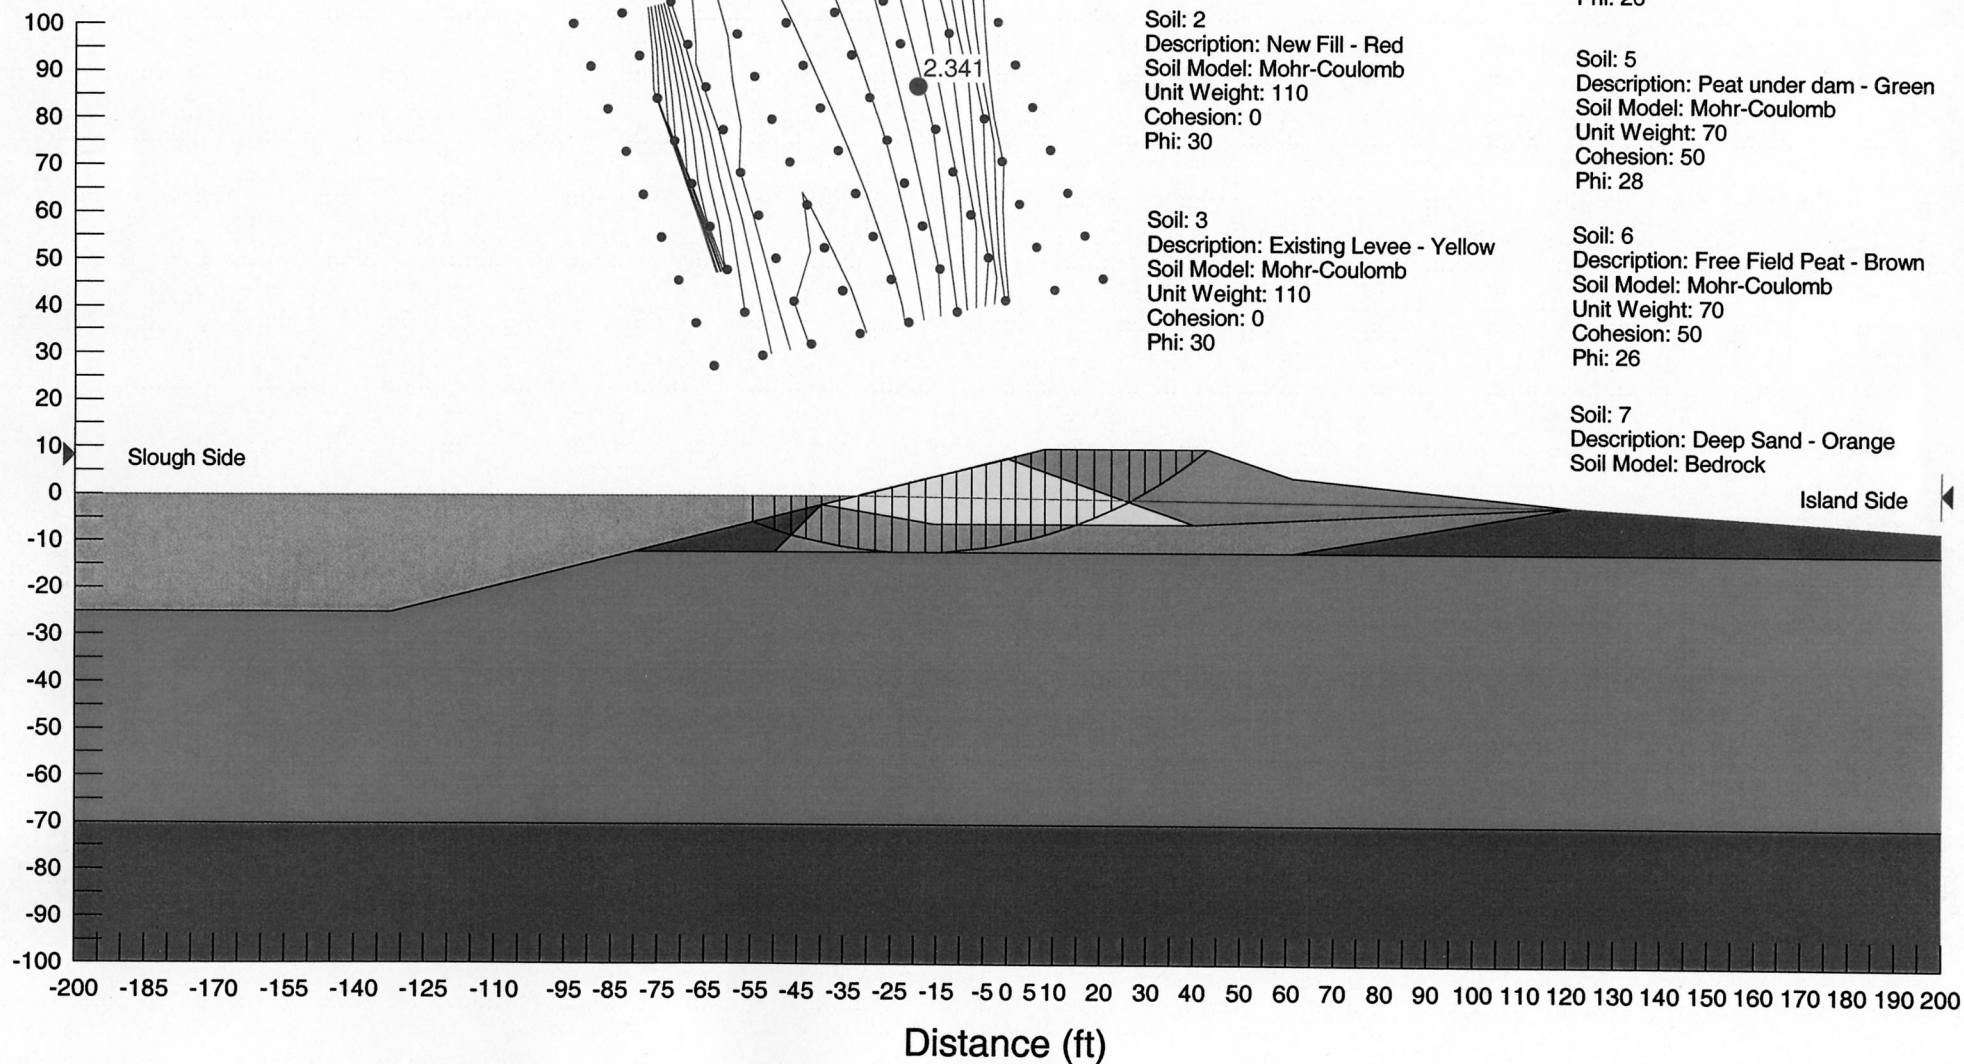 Phi: 28
Soil: 2
Description: New Fill - Red
Soil Model: Mohr-Coulomb
Unit Weight: 110
Cohesion: 0
Phi: 30
Soil: 5
Description: Peat under dam - Green
Soil Model: Mohr-Coulomb
Unit Weight: 70
Cohesion: 50
Phi: 28
Soil: 3
Description: Existing Levee - Yellow
Soil Model: Mohr-Coulomb
Unit Weight: 110
Cohesion: 0
Phi: 30
Soil: 6
Description: Free Field Peat - Brown
Soil Model: Mohr-Coulomb
Unit Weight: 70
Cohesion: 50
Phi: 26
Soil: 7
Description: Deep Sand - Orange
Soil Model: Bedrock
2.341
Slough Side
Island Side
100
90
80
70
60
50
40
30
20
10
0
-10
-20
-30
-40
-50
-60
-70
-80
-90
-100
-200 -185 -170 -155 -140 -125 -110 -95 -85 -75 -65 -55 -45 -35 -25 -15 -5 0 5 10 20 30 40 50 60 70 80 90 100 110 120 130 140 150 160 170 180 190 200
Distance (ft)